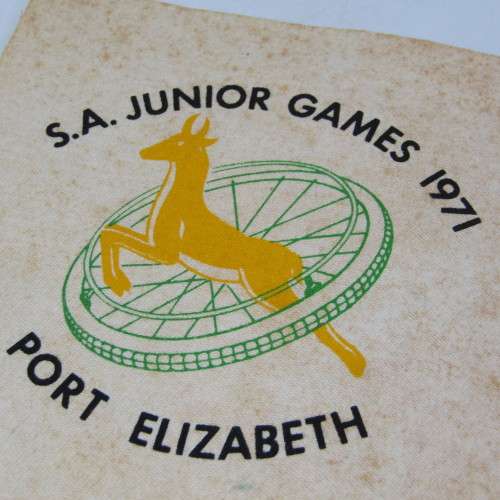 S.A. JUNIOR GAMES 1971
PORT ELIZABETH